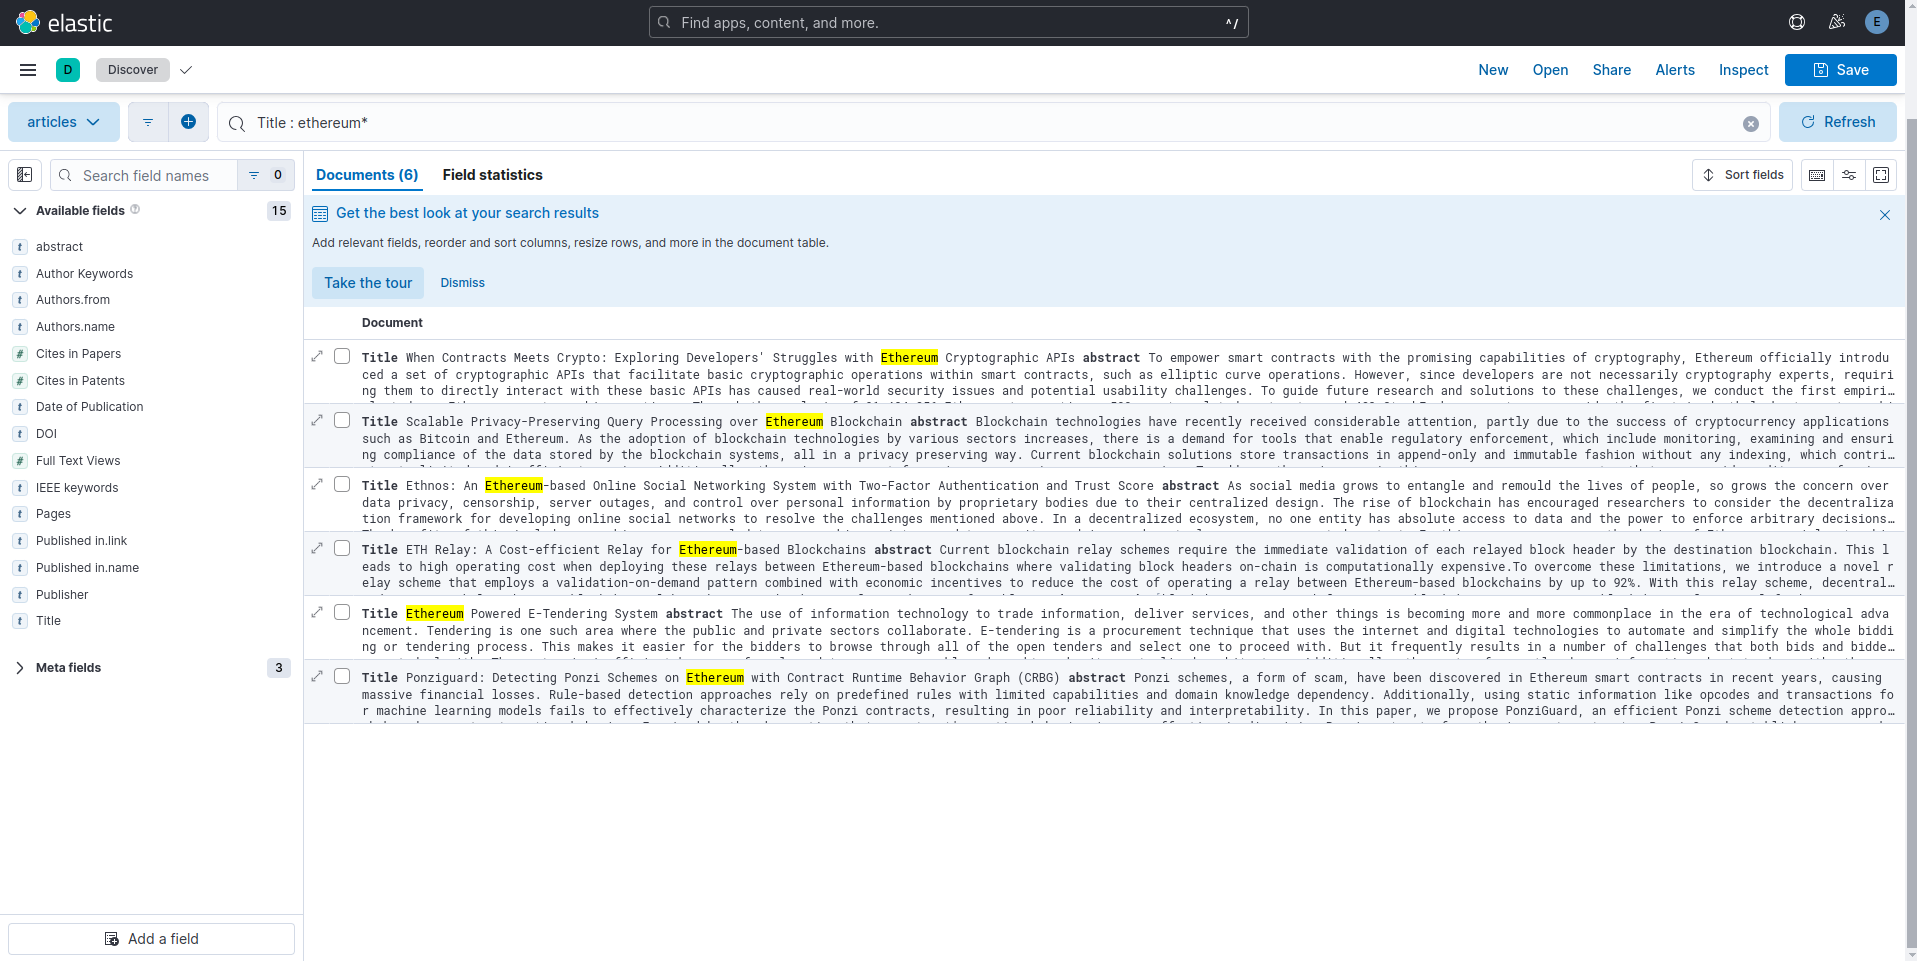 elastic
Find apps, content, and more.
^/
E
D
Discover
New
Open
Share
Alerts
Inspect
Save
articles
Title : ethereum*
Refresh
Search field names
0
Documents (6)
Field statistics
Sort fields
Available fields
15
Get the best look at your search results
Add relevant fields, reorder and sort columns, resize rows, and more in the document table.
Take the tour
Dismiss
t abstract
t Author Keywords
t Authors.from
t Authors.name
# Cites in Papers
# Cites in Patents
t Date of Publication
t DOI
# Full Text Views
t IEEE keywords
t Pages
t Published in.link
t Published in.name
t Publisher
t Title
Meta fields
3
Add a field
Document
Title When Contracts Meets Crypto: Exploring Developers' Struggles with Ethereum Cryptographic APIs abstract To empower smart contracts with the promising capabilities of cryptography, Ethereum officially introdu
ced a set of cryptographic APIs that facilitate basic cryptographic operations within smart contracts, such as elliptic curve operations. However, since developers are not necessarily cryptography experts, requiri
ng them to directly interact with these basic APIs has caused real-world security issues and potential usability challenges. To guide future research and solutions to these challenges, we conduct the first empiri…
Title Scalable Privacy-Preserving Query Processing over Ethereum Blockchain abstract Blockchain technologies have recently received considerable attention, partly due to the success of cryptocurrency applications
such as Bitcoin and Ethereum. As the adoption of blockchain technologies by various sectors increases, there is a demand for tools that enable regulatory enforcement, which include monitoring, examining and ensuri
ng compliance of the data stored by the blockchain systems, all in a privacy preserving way. Current blockchain solutions store transactions in append-only and immutable fashion without any indexing, which contri…
Title Ethnos: An Ethereum-based Online Social Networking System with Two-Factor Authentication and Trust Score abstract As social media grows to entangle and remould the lives of people, so grows the concern over
data privacy, censorship, server outages, and control over personal information by proprietary bodies due to their centralized design. The rise of blockchain has encouraged researchers to consider the decentraliza
tion framework for developing online social networks to resolve the challenges mentioned above. In a decentralized ecosystem, no one entity has absolute access to data and the power to enforce arbitrary decisions…
Title ETH Relay: A Cost-efficient Relay for Ethereum-based Blockchains abstract Current blockchain relay schemes require the immediate validation of each relayed block header by the destination blockchain. This l
eads to high operating cost when deploying these relays between Ethereum-based blockchains where validating block headers on-chain is computationally expensive.To overcome these limitations, we introduce a novel r
elay scheme that employs a validation-on-demand pattern combined with economic incentives to reduce the cost of operating a relay between Ethereum-based blockchains by up to 92%. With this relay scheme, decentral…
Title Ethereum Powered E-Tendering System abstract The use of information technology to trade information, deliver services, and other things is becoming more and more commonplace in the era of technological adva
ncement. Tendering is one such area where the public and private sectors collaborate. E-tendering is a procurement technique that uses the internet and digital technologies to automate and simplify the whole biddi
ng or tendering process. This makes it easier for the bidders to browse through all of the open tenders and select one to proceed with. But it frequently results in a number of challenges that both bids and bidde…
Title Ponziguard: Detecting Ponzi Schemes on Ethereum with Contract Runtime Behavior Graph (CRBG) abstract Ponzi schemes, a form of scam, have been discovered in Ethereum smart contracts in recent years, causing
massive financial losses. Rule-based detection approaches rely on predefined rules with limited capabilities and domain knowledge dependency. Additionally, using static information like opcodes and transactions fo
r machine learning models fails to effectively characterize the Ponzi contracts, resulting in poor reliability and interpretability. In this paper, we propose PonziGuard, an efficient Ponzi scheme detection appro…